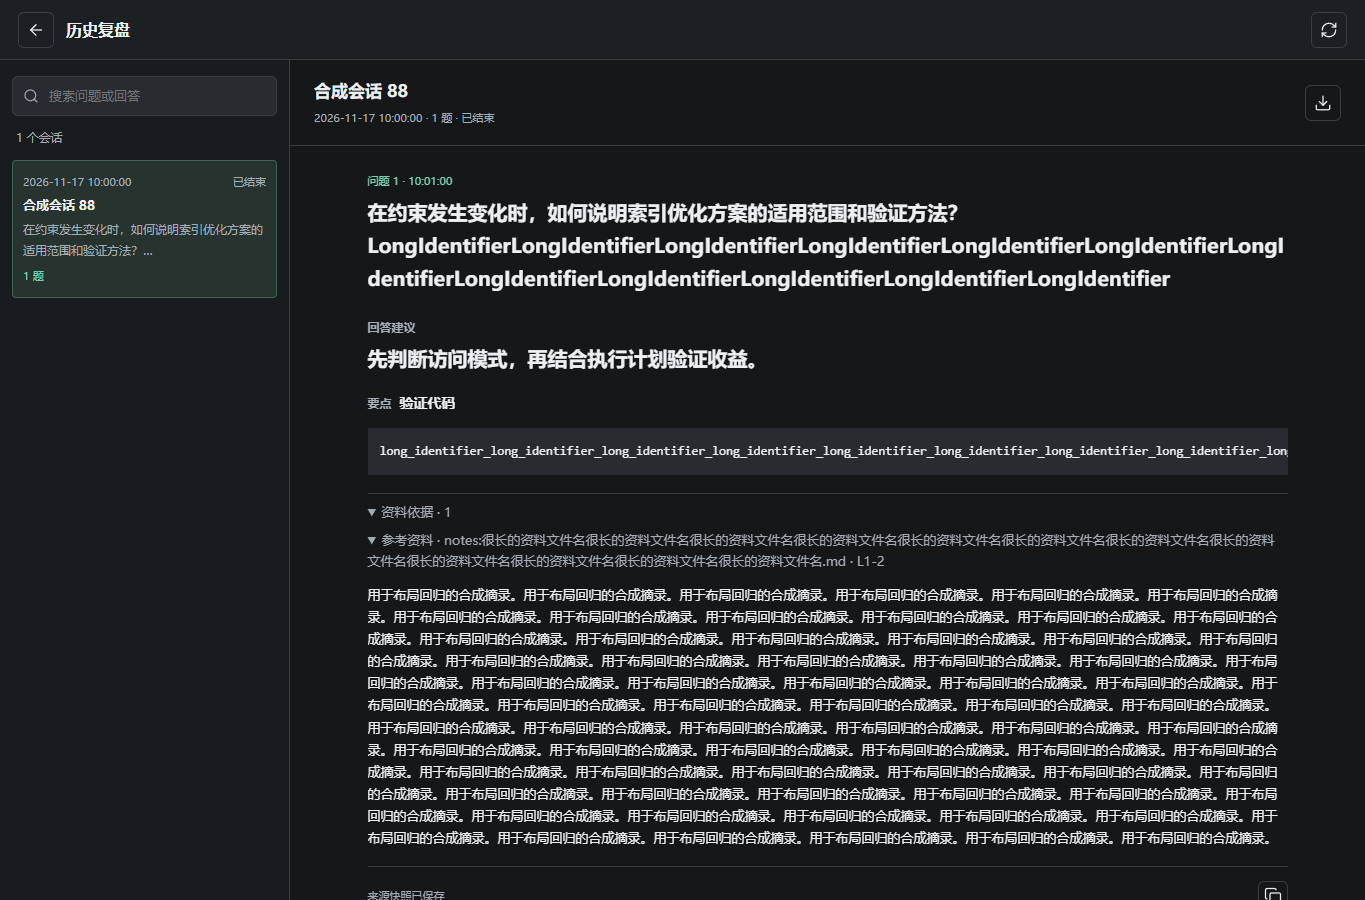 历史复盘
搜索问题或回答
1 个会话
2026-11-17 10:00:00 已结束
合成会话 88
在约束发生变化时，如何说明索引优化方案的
适用范围和验证方法？...
1 题
合成会话 88
2026-11-17 10:00:00 · 1 题 · 已结束
问题 1 · 10:01:00
在约束发生变化时，如何说明索引优化方案的适用范围和验证方法？
LongIdentifierLongIdentifierLongIdentifierLongIdentifierLongIdentifierLongIdentifierLongI
dentifierLongIdentifierLongIdentifierLongIdentifierLongIdentifierLongIdentifier
回答建议
先判断访问模式，再结合执行计划验证收益。
要点 验证代码
long_identifier_long_identifier_long_identifier_long_identifier_long_identifier_long_identifier_long_identifier_long_identifier_lon
▼ 资料依据 · 1
▼ 参考资料 · notes:很长的资料文件名很长的资料文件名很长的资料文件名很长的资料文件名很长的资料文件名很长的资料文件名很长的资料文件名很长的资料
文件名很长的资料文件名很长的资料文件名很长的资料文件名很长的资料文件名.md · L1-2
用于布局回归的合成摘录。用于布局回归的合成摘录。用于布局回归的合成摘录。用于布局回归的合成摘录。用于布局回归的合成摘录。用于布局回归的合成摘
录。用于布局回归的合成摘录。用于布局回归的合成摘录。用于布局回归的合成摘录。用于布局回归的合成摘录。用于布局回归的合成摘录。用于布局回归的合
成摘录。用于布局回归的合成摘录。用于布局回归的合成摘录。用于布局回归的合成摘录。用于布局回归的合成摘录。用于布局回归的合成摘录。用于布局回归
的合成摘录。用于布局回归的合成摘录。用于布局回归的合成摘录。用于布局回归的合成摘录。用于布局回归的合成摘录。用于布局回归的合成摘录。用于布局
回归的合成摘录。用于布局回归的合成摘录。用于布局回归的合成摘录。用于布局回归的合成摘录。用于布局回归的合成摘录。用于布局回归的合成摘录。用于
布局回归的合成摘录。用于布局回归的合成摘录。用于布局回归的合成摘录。用于布局回归的合成摘录。用于布局回归的合成摘录。用于布局回归的合成摘录。
用于布局回归的合成摘录。用于布局回归的合成摘录。用于布局回归的合成摘录。用于布局回归的合成摘录。用于布局回归的合成摘录。用于布局回归的合成摘
录。用于布局回归的合成摘录。用于布局回归的合成摘录。用于布局回归的合成摘录。用于布局回归的合成摘录。用于布局回归的合成摘录。用于布局回归的合
成摘录。用于布局回归的合成摘录。用于布局回归的合成摘录。用于布局回归的合成摘录。用于布局回归的合成摘录。用于布局回归的合成摘录。用于布局回归
的合成摘录。用于布局回归的合成摘录。用于布局回归的合成摘录。用于布局回归的合成摘录。用于布局回归的合成摘录。用于布局回归的合成摘录。用于布局
回归的合成摘录。用于布局回归的合成摘录。用于布局回归的合成摘录。用于布局回归的合成摘录。用于布局回归的合成摘录。用于布局回归的合成摘录。用于
布局回归的合成摘录。用于布局回归的合成摘录。用于布局回归的合成摘录。用于布局回归的合成摘录。用于布局回归的合成摘录。用于布局回归的合成摘录。
来源快照已保存